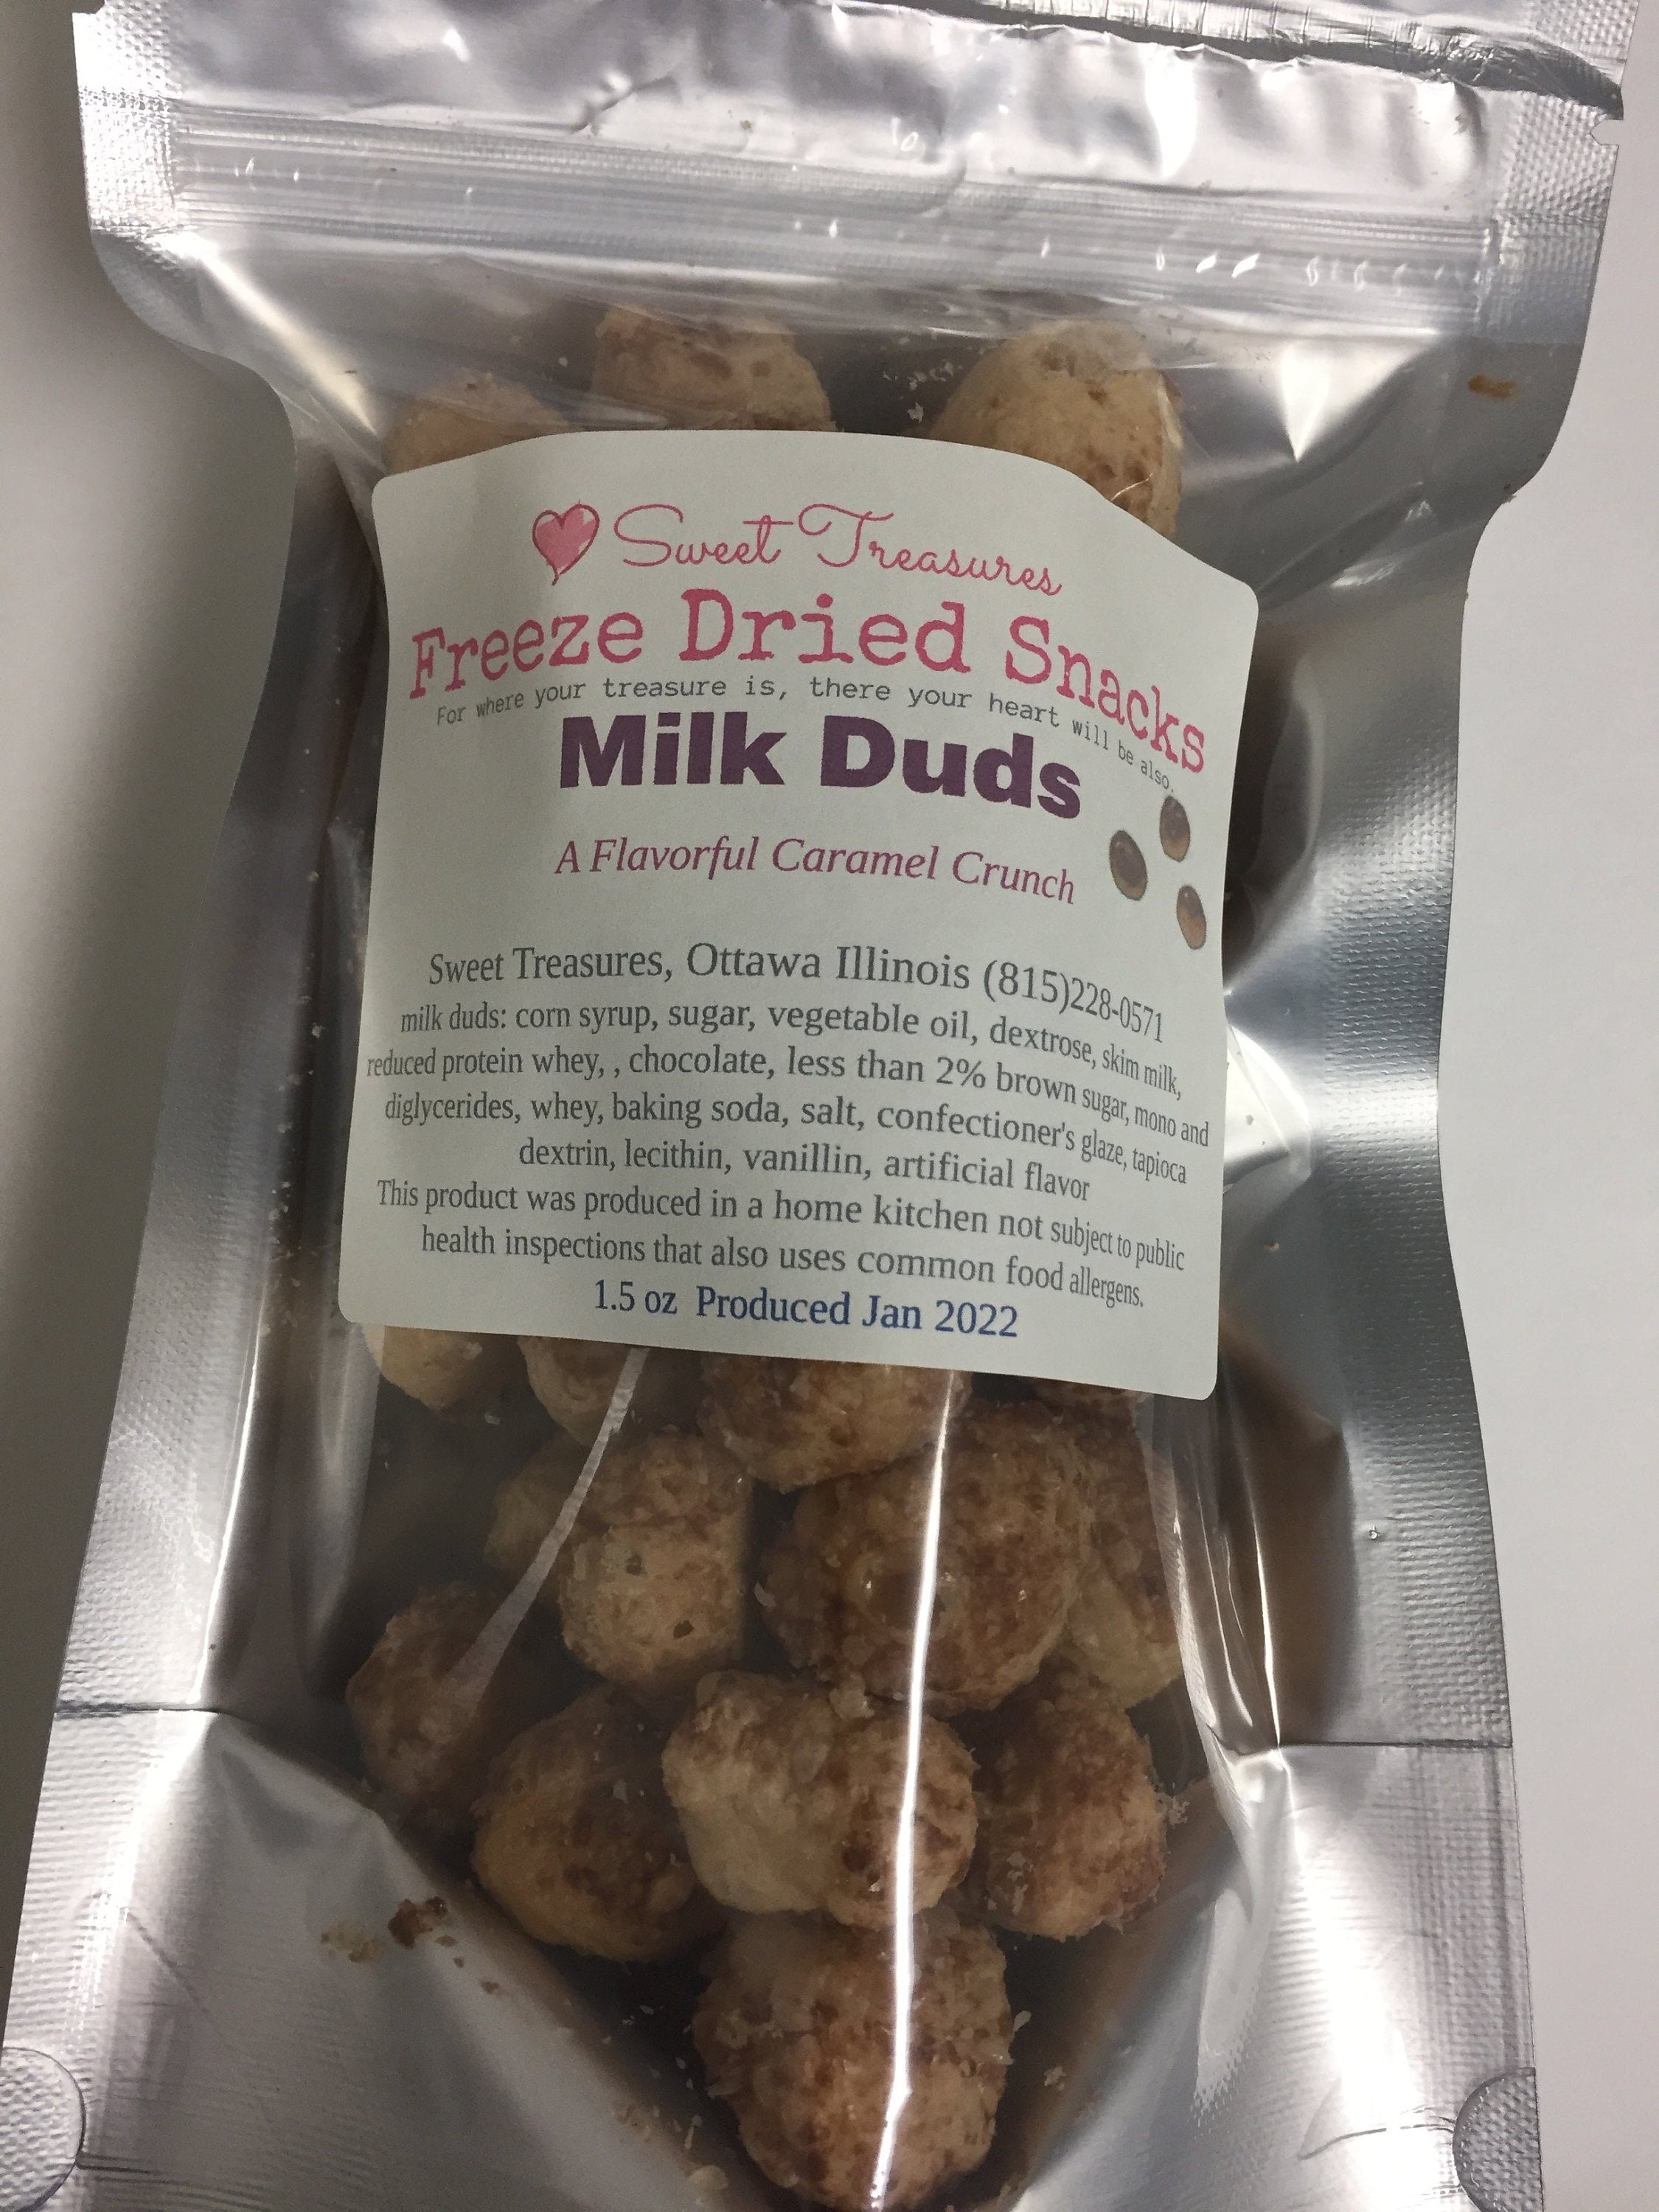 Sweet Treasures
Freeze Dried Snacks
For where your treasure is, there your heart will be also.
Milk Duds
A Flavorful Caramel Crunch
Sweet Treasures, Ottawa Illinois (815)228-0571
milk duds: corn syrup, sugar, vegetable oil, dextrose, skim milk,
reduced protein whey, , chocolate, less than 2% brown sugar, mono and
diglycerides, whey, baking soda, salt, confectioner's glaze, tapioca
dextrin, lecithin, vanillin, artificial flavor
This product was produced in a home kitchen not subject to public
health inspections that also uses common food allergens.
1.5 oz Produced Jan 2022